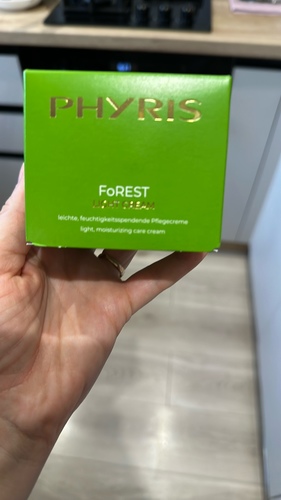 PHYRIS
FoREST
LIGHT CREAM
leichte, feuchtigkeitsspendende Pflegecreme
light, moisturizing care cream